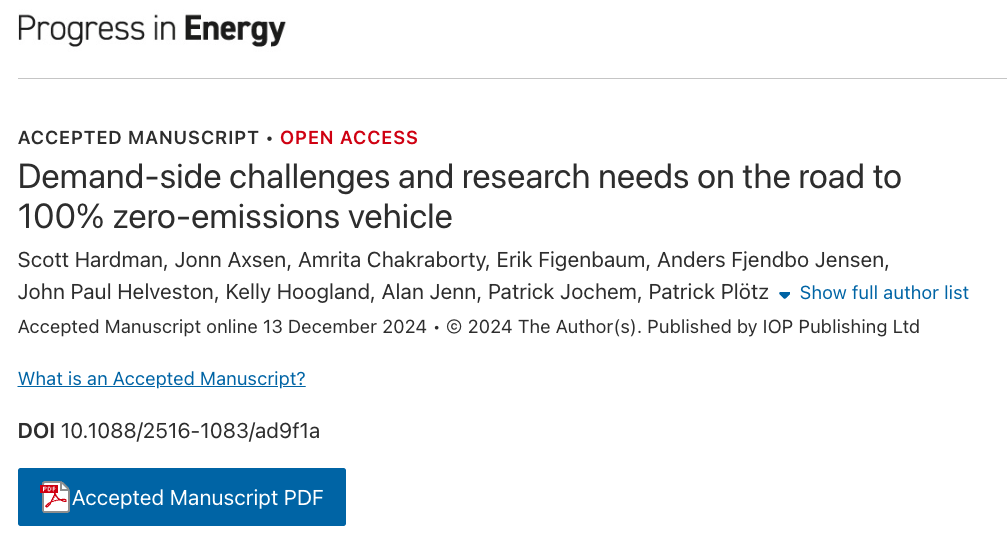 Progress in Energy
ACCEPTED MANUSCRIPT • OPEN ACCESS
Demand-side challenges and research needs on the road to
100% zero-emissions vehicle
Scott Hardman, Jonn Axsen, Amrita Chakraborty, Erik Figenbaum, Anders Fjendbo Jensen,
John Paul Helveston, Kelly Hoogland, Alan Jenn, Patrick Jochem, Patrick Plötz Show full author list
Accepted Manuscript online 13 December 2024 • © 2024 The Author(s). Published by IOP Publishing Ltd
What is an Accepted Manuscript?
DOI 10.1088/2516-1083/ad9f1a
PDF Accepted Manuscript PDF